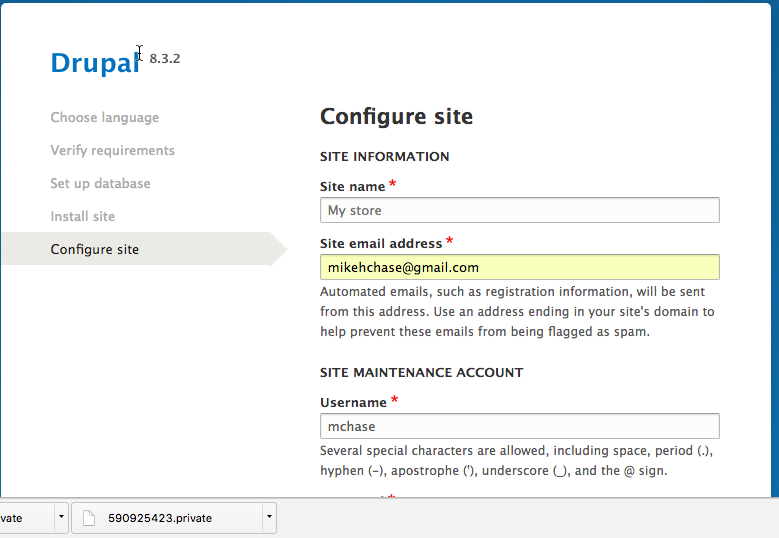 Drupal 8.3.2
Choose language
Verify requirements
Set up database
Install site
Configure site
Configure site
SITE INFORMATION
Site name *
My store
Site email address *
mikehchase@gmail.com
Automated emails, such as registration information, will be sent
from this address. Use an address ending in your site's domain to
help prevent these emails from being flagged as spam.
SITE MAINTENANCE ACCOUNT
Username *
mchase
Several special characters are allowed, including space, period (.),
hyphen (-), apostrophe ('), underscore (_), and the @ sign.
vate
590925423.private